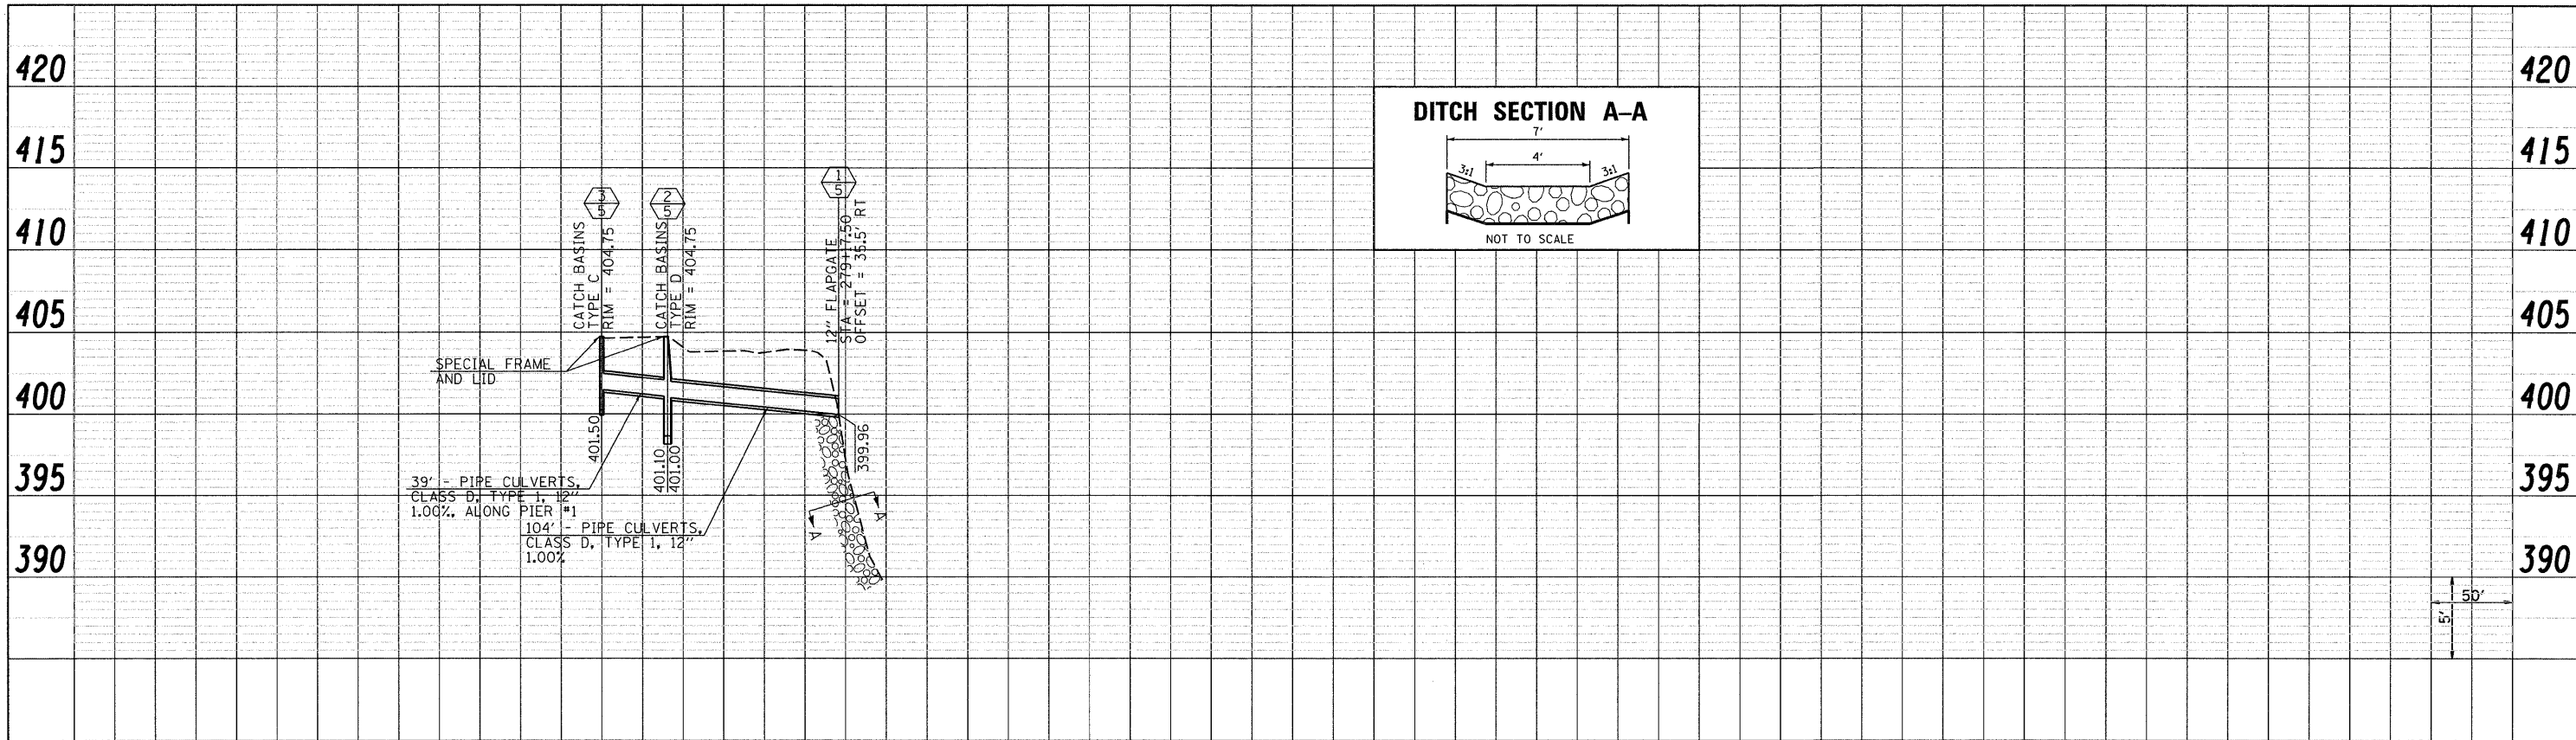 420
420
DITCH SECTION A-A
7'
415
415
4'
3:1
3:1
3
5
2
5
1
5
410
410
NOT TO SCALE
CATCH BASINS
TYPE C
RIM = 404.75
CATCH BASINS
TYPE D
RIM = 404.75
12" FLAPGATE
STA = 279+17.50
OFFSET = 35.5' RT
405
405
SPECIAL FRAME
AND LID
400
400
401.50
401.10
401.00
399.96
395
395
39' - PIPE CULVERTS,
CLASS D, TYPE 1, 12"
1.00%, ALONG PIER #1
104' - PIPE CULVERTS,
CLASS D, TYPE 1, 12"
1.00%
A
A
390
390
50'
5'